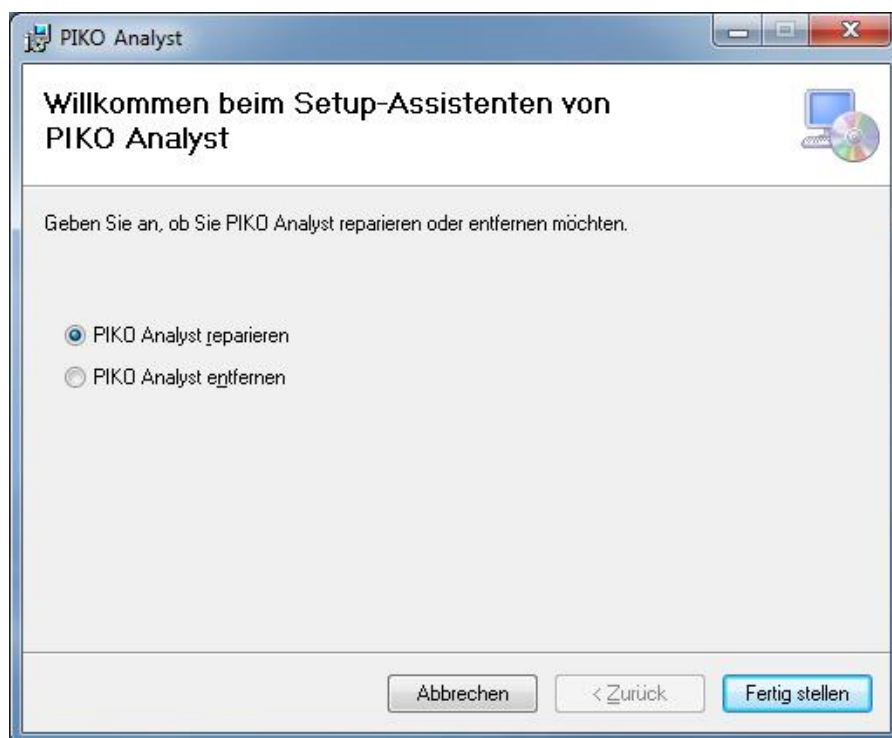 PIKO Analyst
Willkommen beim Setup-Assistenten von
PIKO Analyst
Geben Sie an, ob Sie PIKO Analyst reparieren oder entfernen möchten.
PIKO Analyst reparieren
PIKO Analyst entfernen
Abbrechen
< Zurück
Fertig stellen